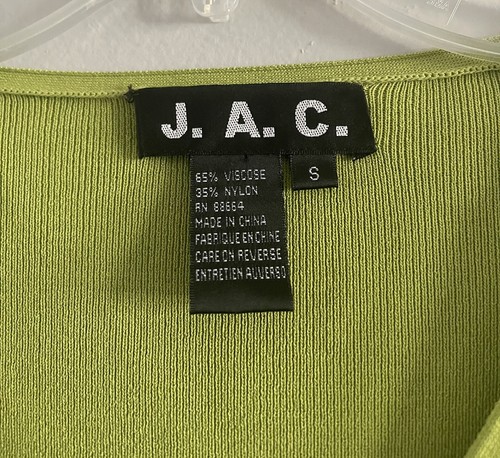 J. A. C.
S
65% VISCOSE
35% NYLON
RN 88664
MADE IN CHINA
FABRIQUE EN CHINE
CARE ON REVERSE
ENTRETIEN AU VERSO